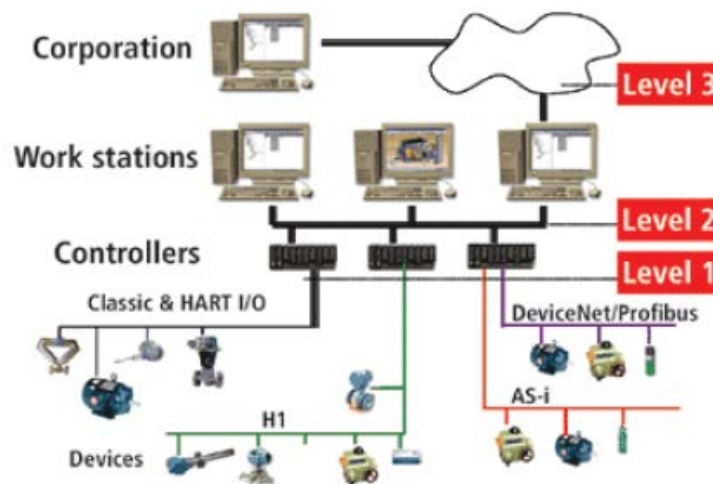 Corporation
Level 3
Work stations
Level 2
Controllers
Level 1
Classic & HART I/O
DeviceNet/Profibus
AS-i
H1
Devices